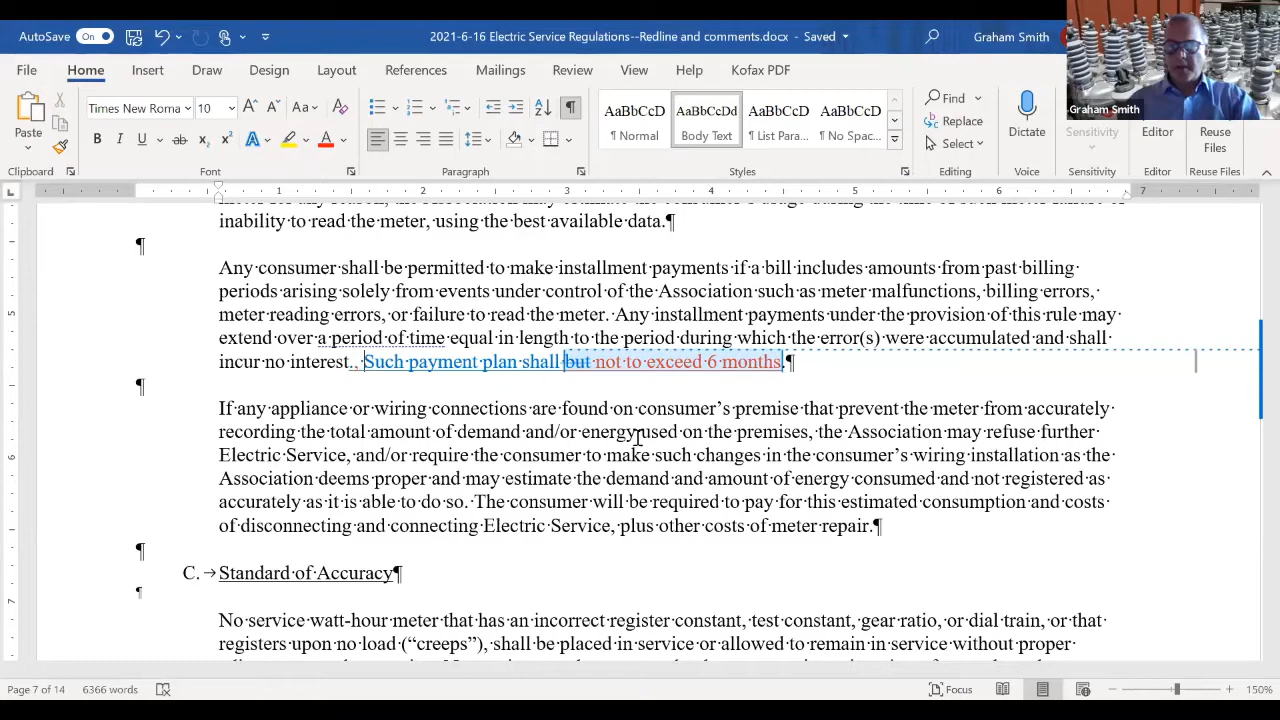 AutoSave On
2021-6-16 Electric Service Regulations--Redline and comments.docx - Saved
Graham Smith
Graham Smith
File Home Insert Draw Design Layout References Mailings Review View Help Kofax PDF
Paste
Clipboard
Times New Roma 10
Font
Paragraph
AaBbCcD AaBbCcDd AaBbCcD AaBbCcD
¶ Normal Body Text ¶ List Para... ¶ No Spac...
Styles
Find
Replace
Select
Editing
Dictate
Voice
Sensitivity
Sensitivity
Editor
Editor
Reuse
Files
Reuse Files
1 2 3 4 5 6 7
inability to read the meter, using the best available data.¶
¶
Any consumer shall be permitted to make installment payments if a bill includes amounts from past billing
periods arising solely from events under control of the Association such as meter malfunctions, billing errors,
meter reading errors, or failure to read the meter. Any installment payments under the provision of this rule may
extend over a period of time equal in length to the period during which the error(s) were accumulated and shall
incur no interest., Such payment plan shall but not to exceed 6 months.¶
¶
If any appliance or wiring connections are found on consumer's premise that prevent the meter from accurately
recording the total amount of demand and/or energy used on the premises, the Association may refuse further
Electric Service, and/or require the consumer to make such changes in the consumer's wiring installation as the
Association deems proper and may estimate the demand and amount of energy consumed and not registered as
accurately as it is able to do so. The consumer will be required to pay for this estimated consumption and costs
of disconnecting and connecting Electric Service, plus other costs of meter repair.¶
¶
C. → Standard of Accuracy¶
¶
No service watt-hour meter that has an incorrect register constant, test constant, gear ratio, or dial train, or that
registers upon no load ("creeps"), shall be placed in service or allowed to remain in service without proper
Page 7 of 14 6366 words Focus 150%